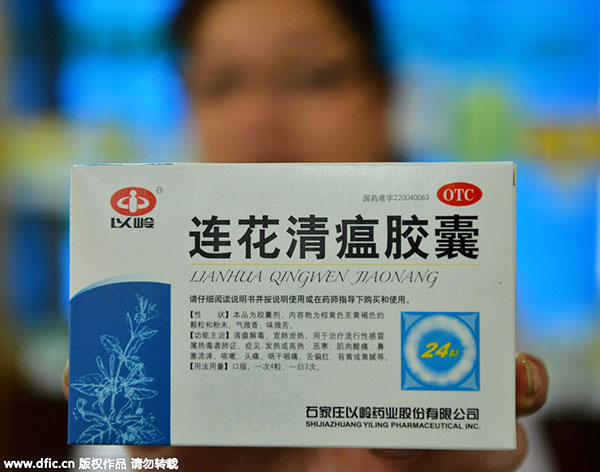 国药准字Z20040063
OTC
以岭
®
连花清瘟胶囊
LIANHUA QINGWEN JIAONANG
请仔细阅读说明书并按说明使用或在药师指导下购买和使用。
【性 状】本品为胶囊剂，内容物为棕黄色至黄褐色的
颗粒和粉末，气微香，味微苦。
【功能主治】清瘟解毒，宣肺泄热。用于治疗流行性感冒
属热毒袭肺证，症见：发热或高热，恶寒，肌肉酸痛，鼻
塞流涕，咳嗽，头痛，咽干咽痛，舌偏红，苔黄或黄腻等。
【用法用量】口服。一次4粒，一日3次。
24粒
石家庄以岭药业股份有限公司
SHIJIAZHUANG YILING PHARMACEUTICAL INC.
www.dfic.cn 版权作品 请勿转载